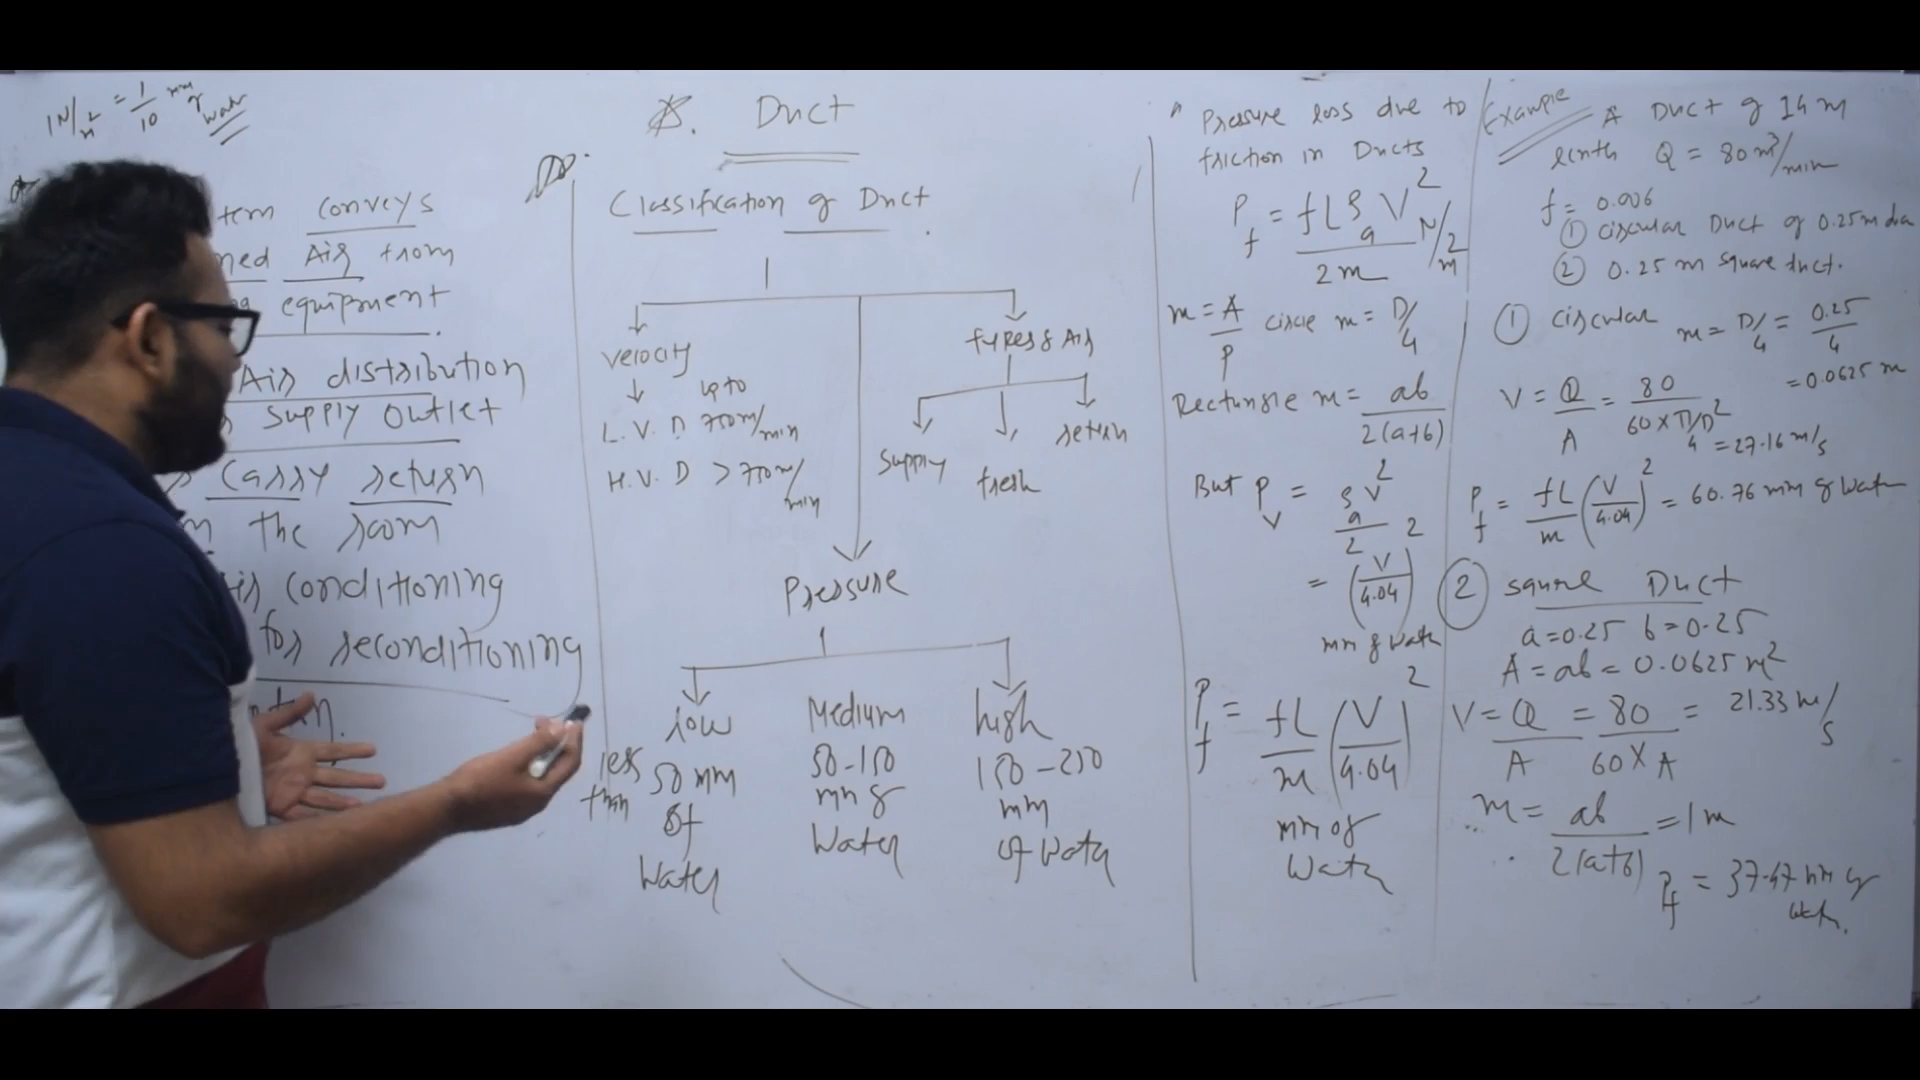 1N/m² = 1/10 mm of water
tem conveys
ned Air from
equipment
Air distribution
supply outlet
Carry return
the room
conditioning
for reconditioning
Duct
Classification of Duct.
Velocity
L.V.D upto 750m/min
H.V.D > 750m/min
types of Air
supply
fresh
return
Pressure
low
less than 50 mm
of
Water
Medium
50-150
mm of
Water
high
150-250
mm
of Water
" Pressure loss due to
friction in Ducts
Pf = fLρaV²/2m N/m²
m = A/P circle m = D/4
Rectangle m = ab/2(a+b)
But Pv = ρaV²/2
= (V/4.04)²
mm of Water
Pf = fL/m (V/4.04)²
mm of
Water
Example A Duct of 14 m
lenth Q = 80 m³/min
f = 0.006
① circular Duct of 0.25m dia
② 0.25 m square duct.
① circular m = D/4 = 0.25/4
= 0.0625 m
V = Q/A = 80/60×π/4D²
= 27.16 m/s
Pf = fL/m (V/4.04)² = 60.76 mm of Water
② square Duct
a=0.25 b=0.25
A = ab = 0.0625 m²
V = Q/A = 80/60×A = 21.33 m/s
m = ab/2(a+b) = 1m
Pf = 37.47 mm of
water.